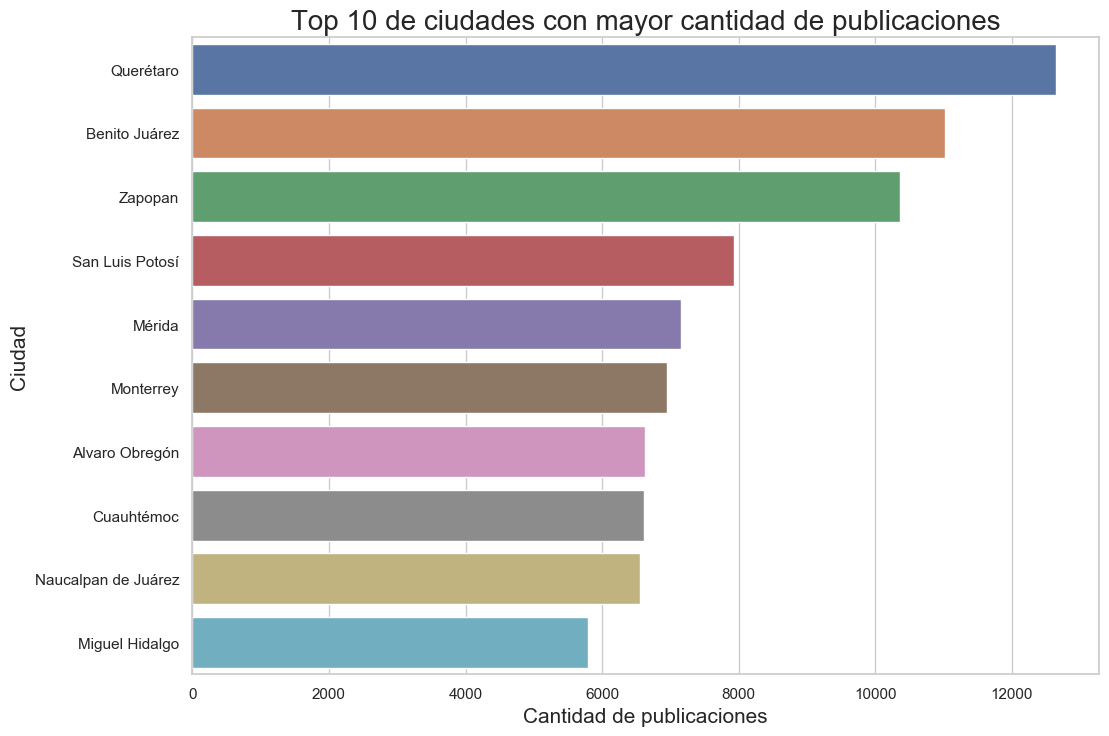 Top 10 de ciudades con mayor cantidad de publicaciones
Ciudad
Querétaro
Benito Juárez
Zapopan
San Luis Potosí
Mérida
Monterrey
Alvaro Obregón
Cuauhtémoc
Naucalpan de Juárez
Miguel Hidalgo
0 2000 4000 6000 8000 10000 12000
Cantidad de publicaciones